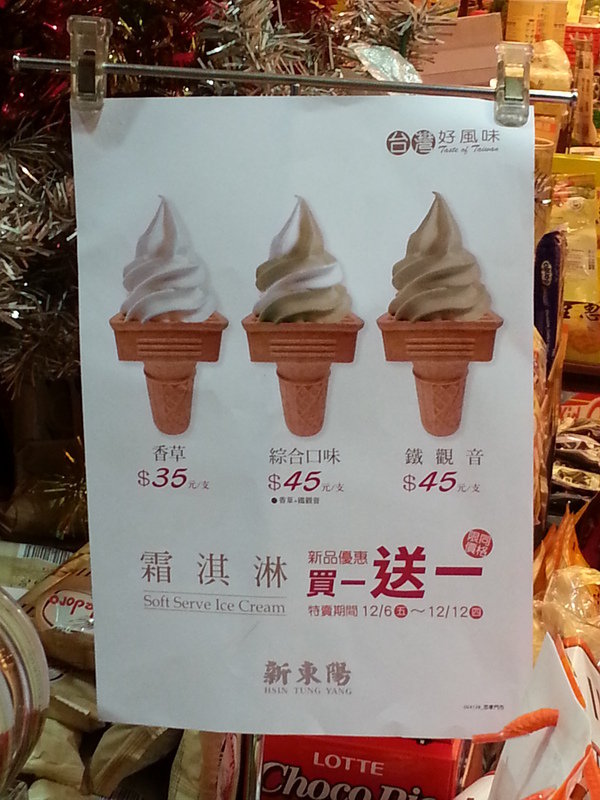 台灣好風味
Taste of Taiwan
香草
$35元/支
綜合口味
$45元/支
●香草+鐵觀音
鐵觀音
$45元/支
霜淇淋
Soft Serve Ice Cream
新品優惠
買一送一
限同價格
特賣期間 12/6五～12/12四
新東陽
HSIN TUNG YANG
LOTTE
Choco Pie